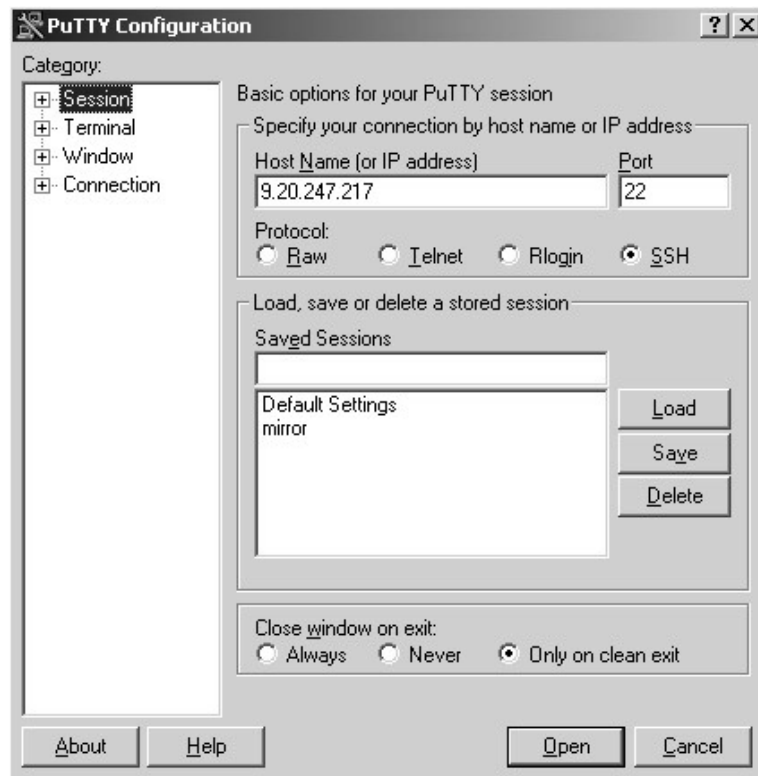 PuTTY Configuration
Category:
Session
Terminal
Window
Connection
Basic options for your PuTTY session
Specify your connection by host name or IP address
Host Name (or IP address) Port
9.20.247.217 22
Protocol:
Raw Telnet Rlogin SSH
Load, save or delete a stored session
Saved Sessions
Default Settings
mirror
Load
Save
Delete
Close window on exit:
Always Never Only on clean exit
About Help Open Cancel